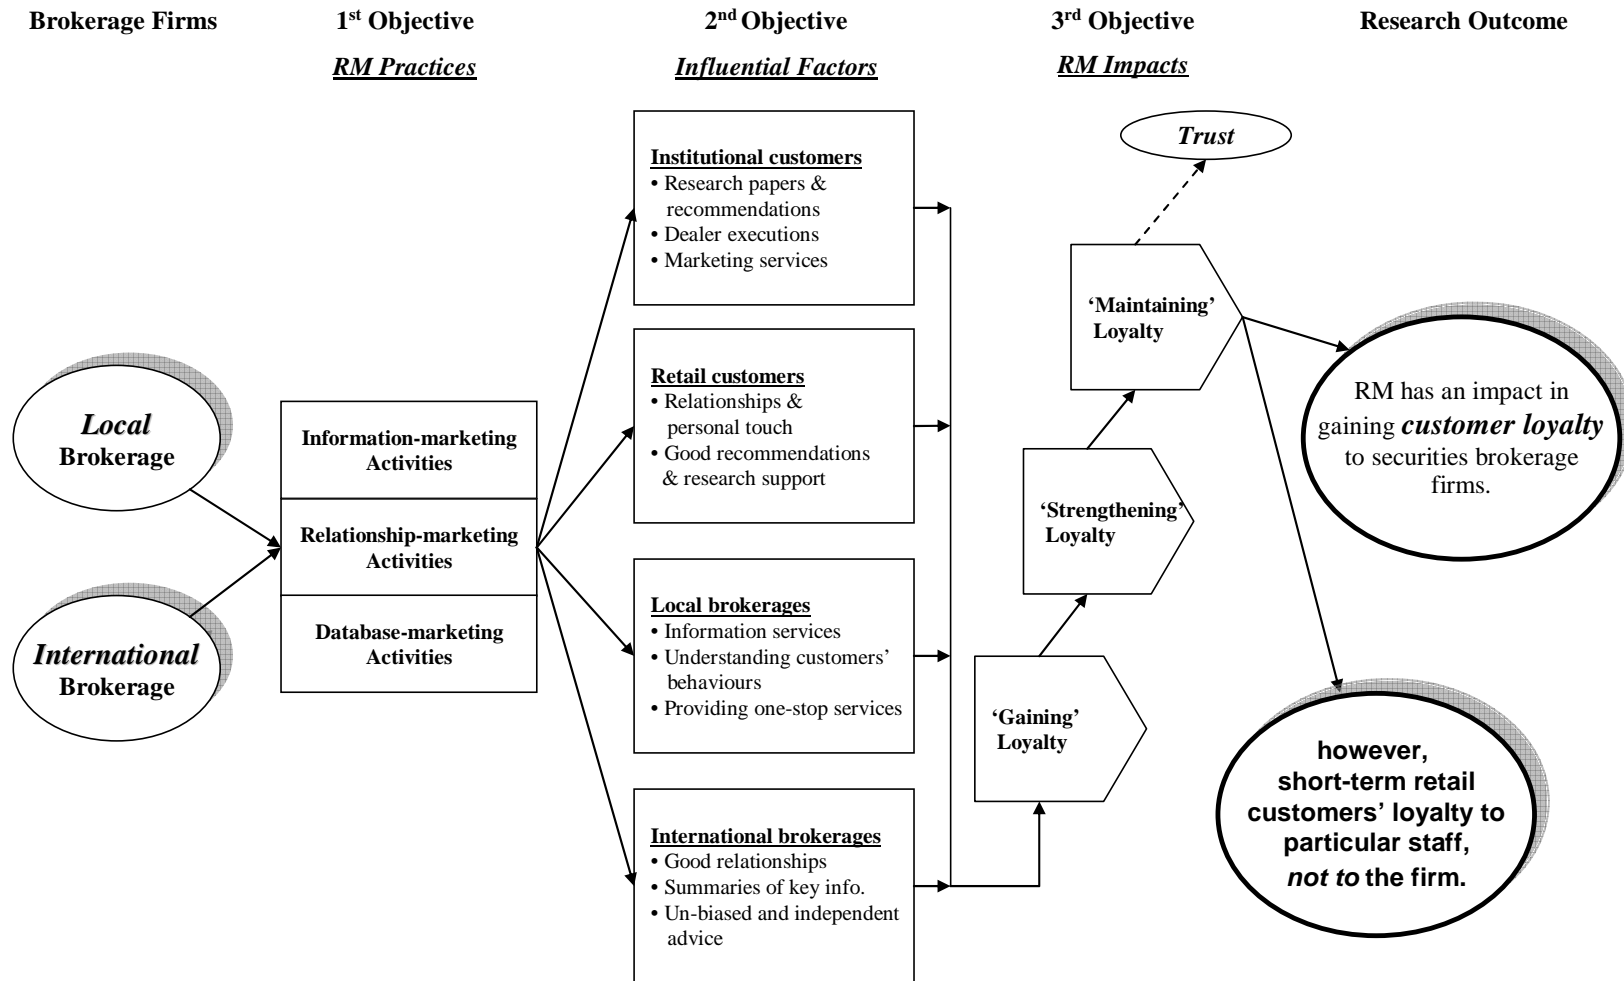 Brokerage Firms
1st Objective
RM Practices
2nd Objective
Influential Factors
3rd Objective
RM Impacts
Research Outcome
Local
Brokerage
International
Brokerage
Information-marketing
Activities
Relationship-marketing
Activities
Database-marketing
Activities
Institutional customers
• Research papers &
recommendations
• Dealer executions
• Marketing services
Retail customers
• Relationships &
personal touch
• Good recommendations
& research support
Local brokerages
• Information services
• Understanding customers’
behaviours
• Providing one-stop services
International brokerages
• Good relationships
• Summaries of key info.
• Un-biased and independent
advice
Trust
‘Maintaining’
Loyalty
‘Strengthening’
Loyalty
‘Gaining’
Loyalty
RM has an impact in
gaining customer loyalty
to securities brokerage
firms.
however,
short-term retail
customers’ loyalty to
particular staff,
not to the firm.